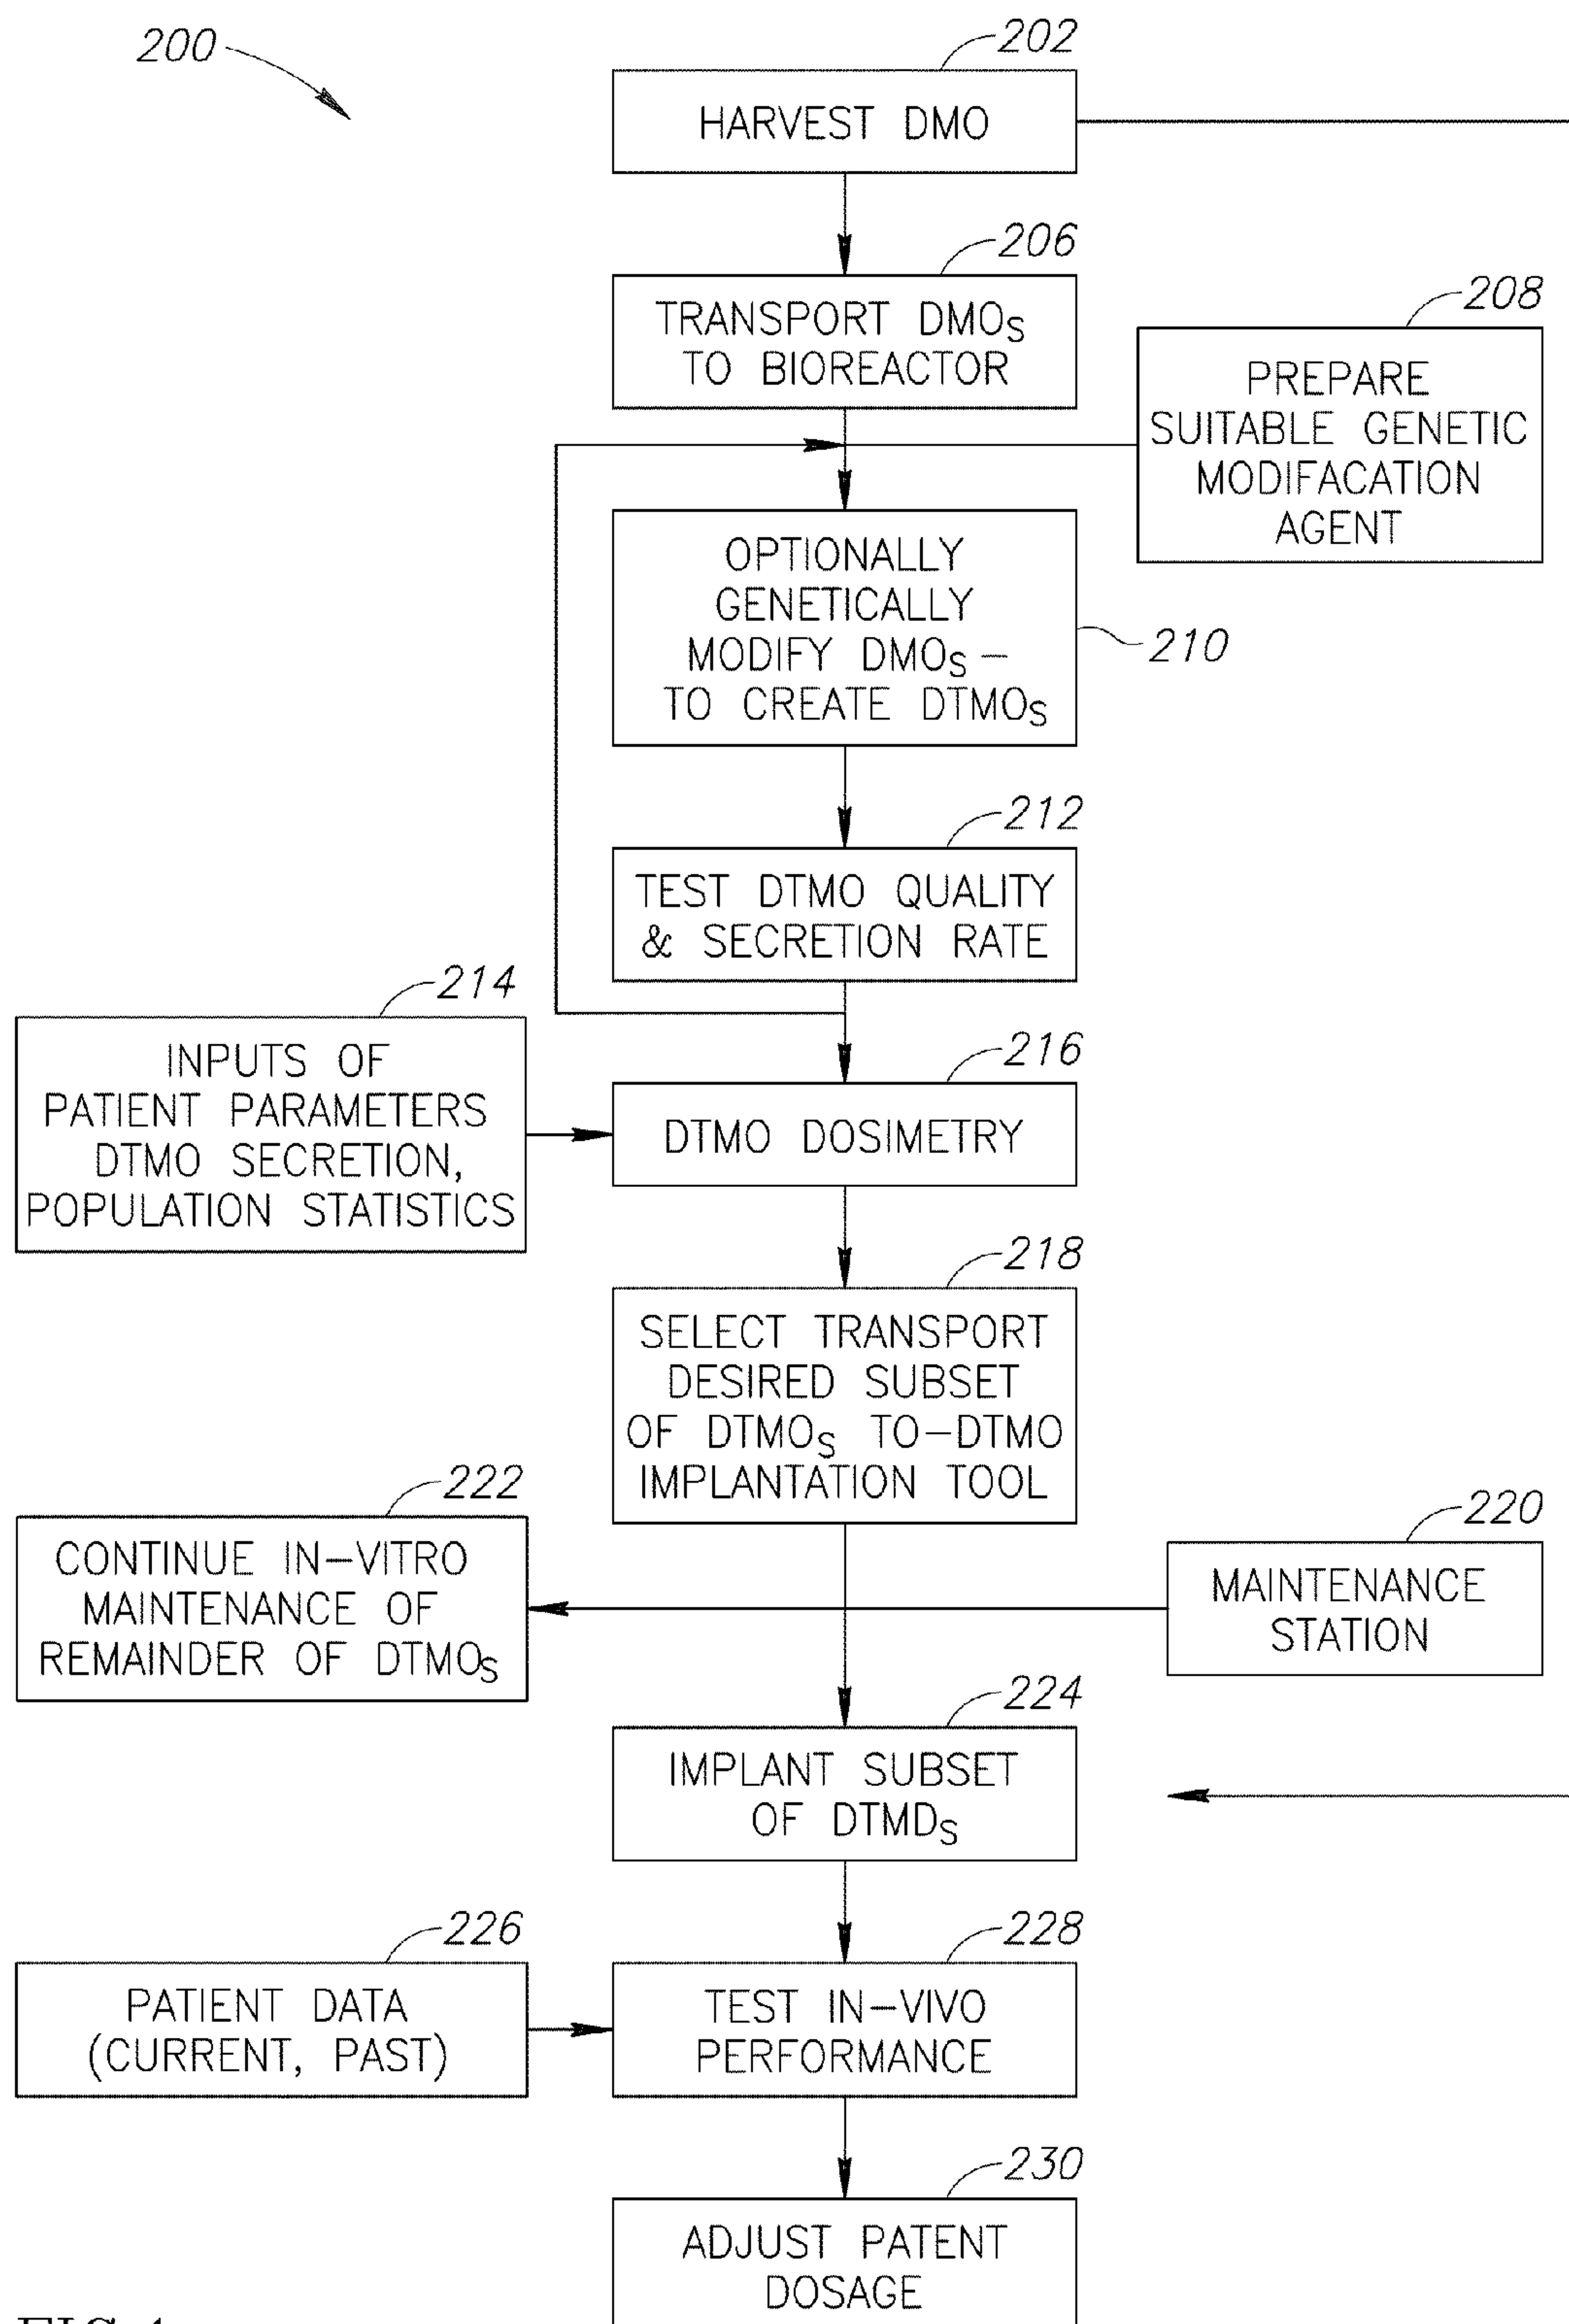 200
202
HARVEST DMO
206
TRANSPORT DMOs
TO BIOREACTOR
208
PREPARE
SUITABLE GENETIC
MODIFACATION
AGENT
OPTIONALLY
GENETICALLY
MODIFY DMOs –
TO CREATE DTMOs
210
212
TEST DTMO QUALITY
& SECRETION RATE
214
INPUTS OF
PATIENT PARAMETERS
DTMO SECRETION,
POPULATION STATISTICS
216
DTMO DOSIMETRY
218
SELECT TRANSPORT
DESIRED SUBSET
OF DTMOs TO–DTMO
IMPLANTATION TOOL
222
CONTINUE IN–VITRO
MAINTENANCE OF
REMAINDER OF DTMOs
220
MAINTENANCE
STATION
224
IMPLANT SUBSET
OF DTMDs
226
PATIENT DATA
(CURRENT, PAST)
228
TEST IN–VIVO
PERFORMANCE
230
ADJUST PATENT
DOSAGE